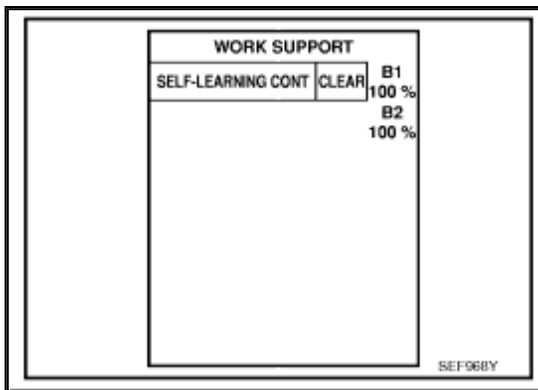 WORK SUPPORT
SELF-LEARNING CONT CLEAR B1
100 %
B2
100 %
SEF968Y